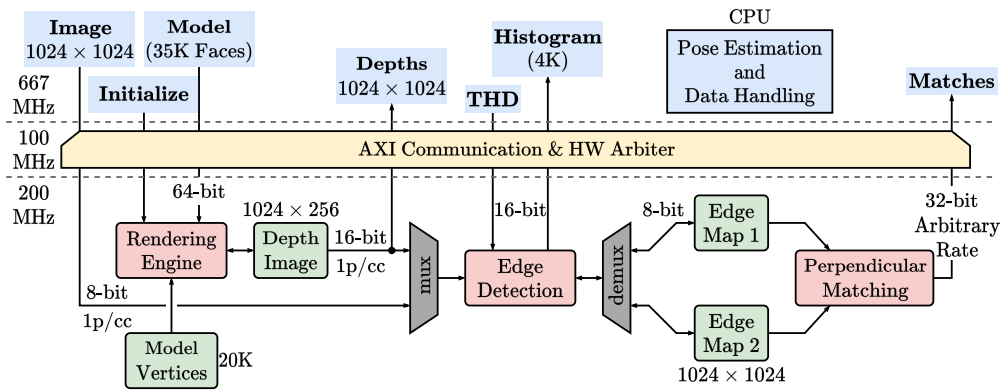 CPU
Image
1024 × 1024
Model
(35K Faces)
Initialize
Depths
1024 × 1024
Histogram
(4K)
THD
Pose Estimation
and
Data Handling
Matches
667
MHz
100
MHz
AXI Communication & HW Arbiter
200
MHz
64-bit
1024 × 256
16-bit
1p/cc
Rendering
Engine
Depth
Image
mux
16-bit
Edge
Detection
demux
8-bit
Edge
Map 1
32-bit
Arbitrary
Rate
Perpendicular
Matching
8-bit
1p/cc
Model
Vertices
20K
Edge
Map 2
1024 × 1024